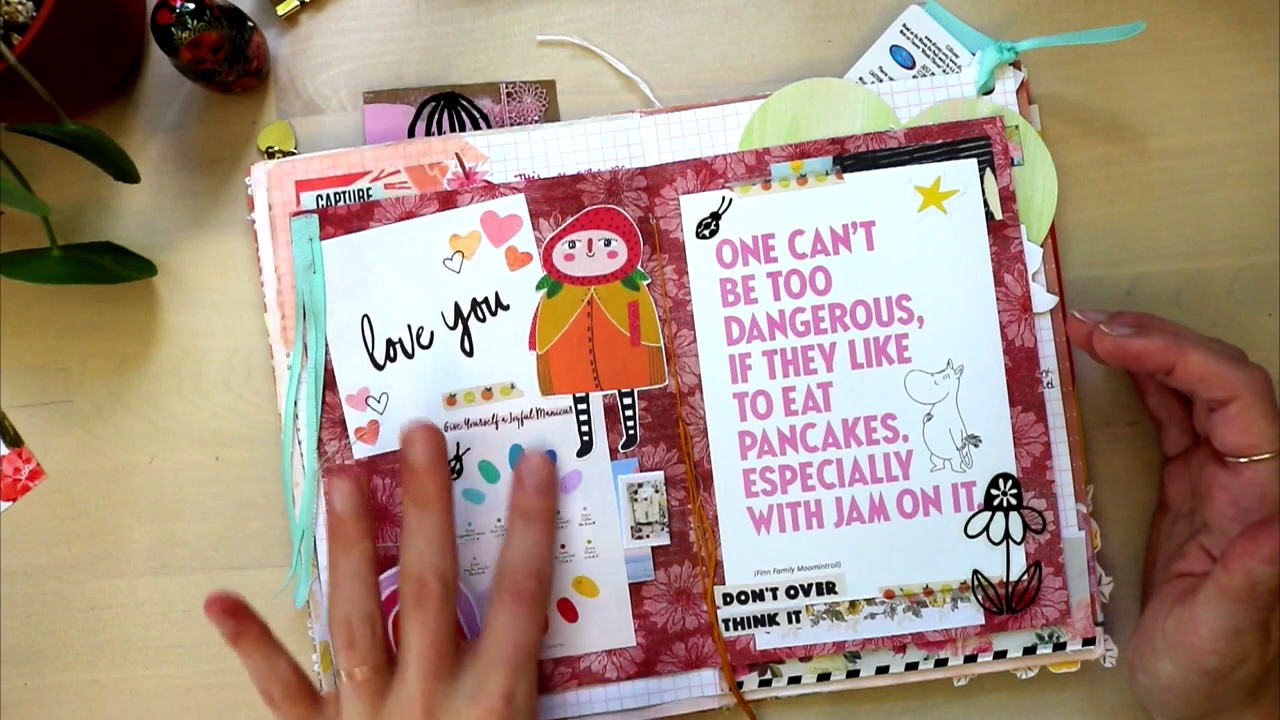 CAPTURE
love you
Give Yourself a Joyful Manicure
ONE CAN'T
BE TOO
DANGEROUS,
IF THEY LIKE
TO EAT
PANCAKES.
ESPECIALLY
WITH JAM ON IT.
(Finn Family Moomintroll)
DON'T OVER
THINK IT